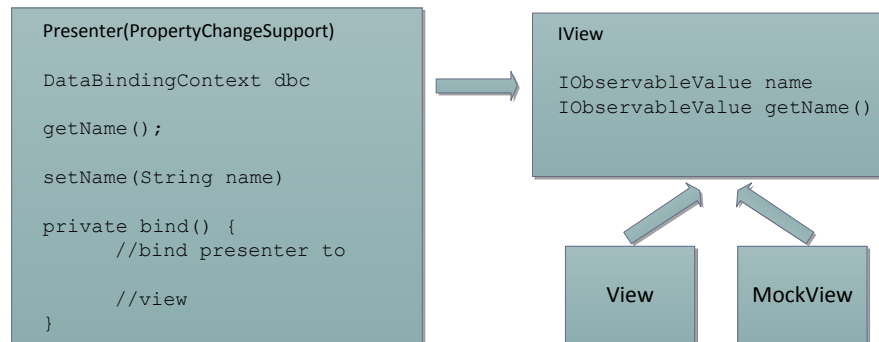 Presenter(PropertyChangeSupport)
DataBindingContext dbc
getName();
setName(String name)
private bind() {
//bind presenter to
//view
}
IView
IObservableValue name
IObservableValue getName()
View
MockView